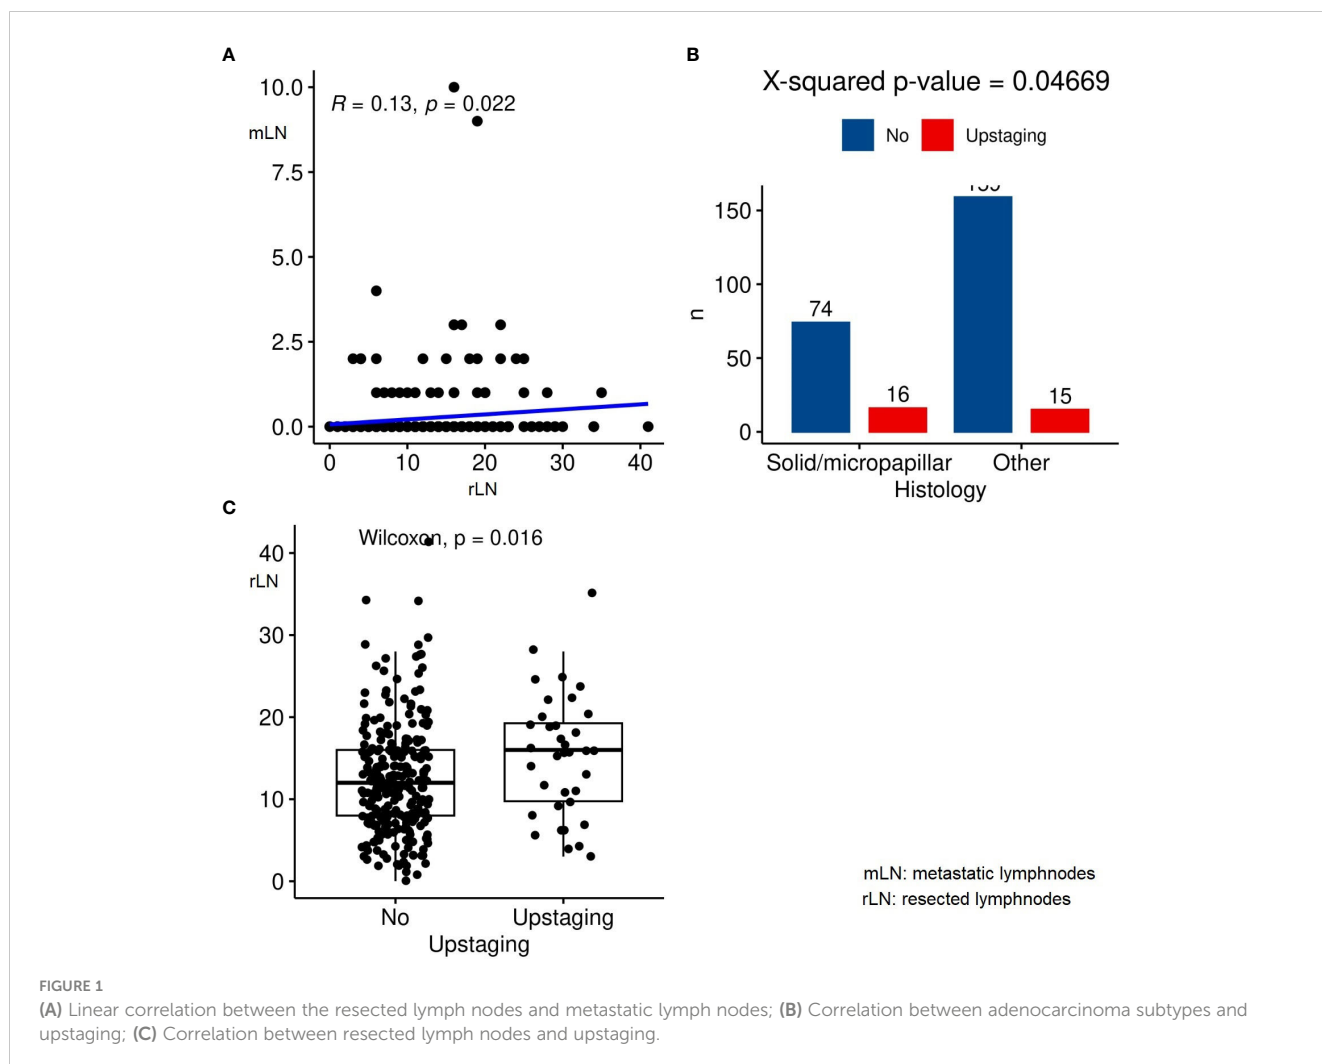 A
10.0
R = 0.13, p = 0.022
mLN
7.5
5.0
2.5
0.0
0 10 20 30 40
rLN
B
X-squared p-value = 0.04669
No Upstaging
150
100
50
0
n
74
16
15
Solid/micropapillar Other
Histology
C
Wilcoxon, p = 0.016
40
rLN
30
20
10
0
No Upstaging
Upstaging
mLN: metastatic lymphnodes
rLN: resected lymphnodes
FIGURE 1
(A) Linear correlation between the resected lymph nodes and metastatic lymph nodes; (B) Correlation between adenocarcinoma subtypes and
upstaging; (C) Correlation between resected lymph nodes and upstaging.